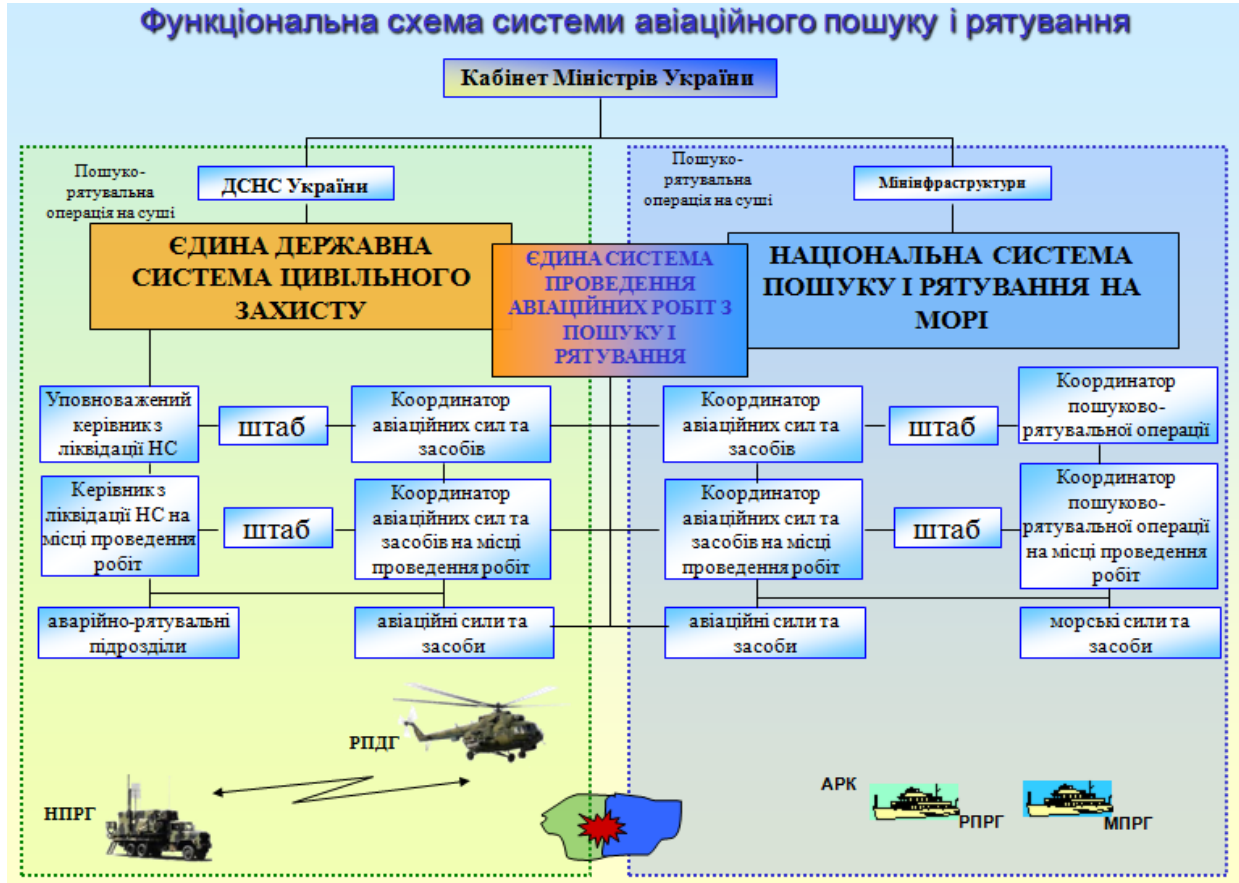 Функціональна схема системи авіаційного пошуку і рятування
Кабінет Міністрів України
Пошуко-
рятувальна
операція на суші
ДСНС України
Пошуко-
рятувальна
операція на суші
Мінінфраструктури
ЄДИНА ДЕРЖАВНА
СИСТЕМА ЦИВІЛЬНОГО
ЗАХИСТУ
ЄДИНА СИСТЕМА
ПРОВЕДЕННЯ
АВІАЦІЙНИХ РОБІТ З
ПОШУКУ І
РЯТУВАННЯ
НАЦІОНАЛЬНА СИСТЕМА
ПОШУКУ І РЯТУВАННЯ НА
МОРІ
Уповноважений
керівник з
ліквідації НС
штаб
Координатор
авіаційних сил та
засобів
Координатор
авіаційних сил та
засобів
штаб
Координатор
пошуково-
рятувальної операції
Керівник з
ліквідації НС на
місці проведення
робіт
штаб
Координатор
авіаційних сил та
засобів на місці
проведення робіт
Координатор
авіаційних сил та
засобів на місці
проведення робіт
штаб
Координатор
пошуково-
рятувальної операції
на місці проведення
робіт
аварійно-рятувальні
підрозділи
авіаційні сили та
засоби
авіаційні сили та
засоби
морські сили та
засоби
РПДГ
НПРГ
АРК
РПРГ
МПРГ